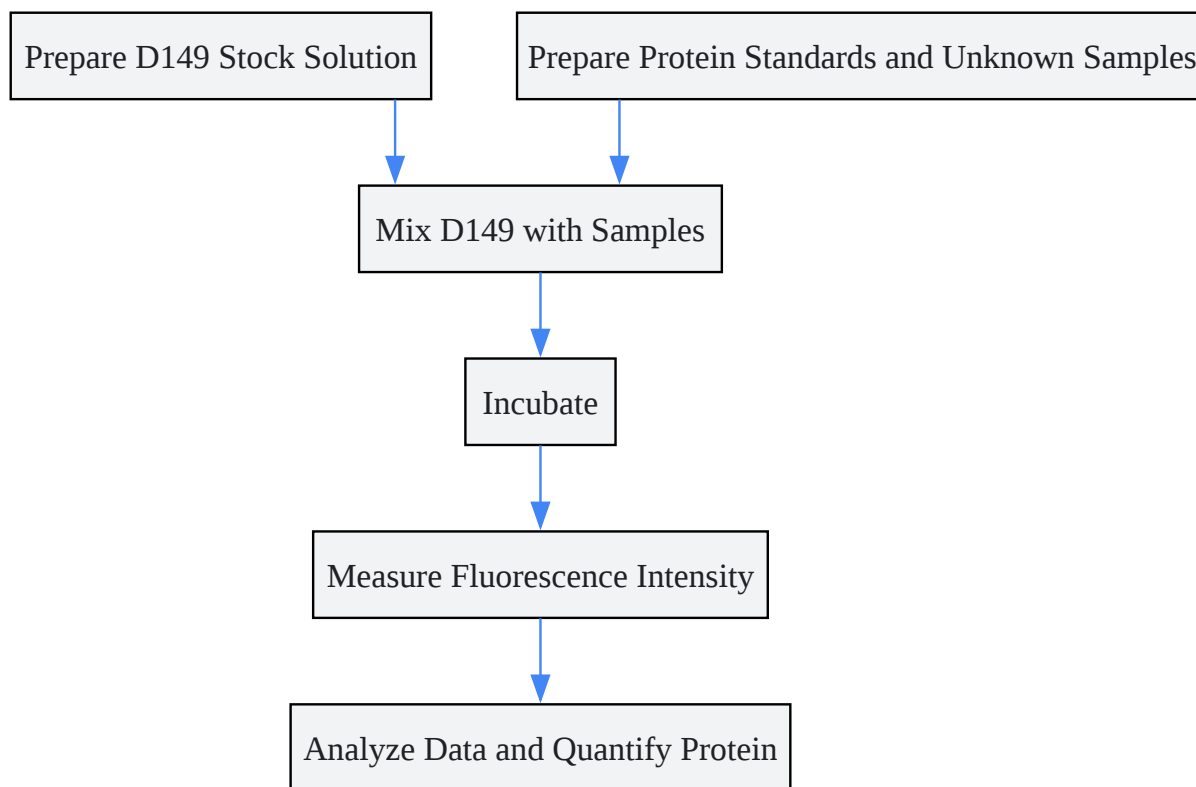 Prepare D149 Stock Solution
Prepare Protein Standards and Unknown Samples
Mix D149 with Samples
Incubate
Measure Fluorescence Intensity
Analyze Data and Quantify Protein